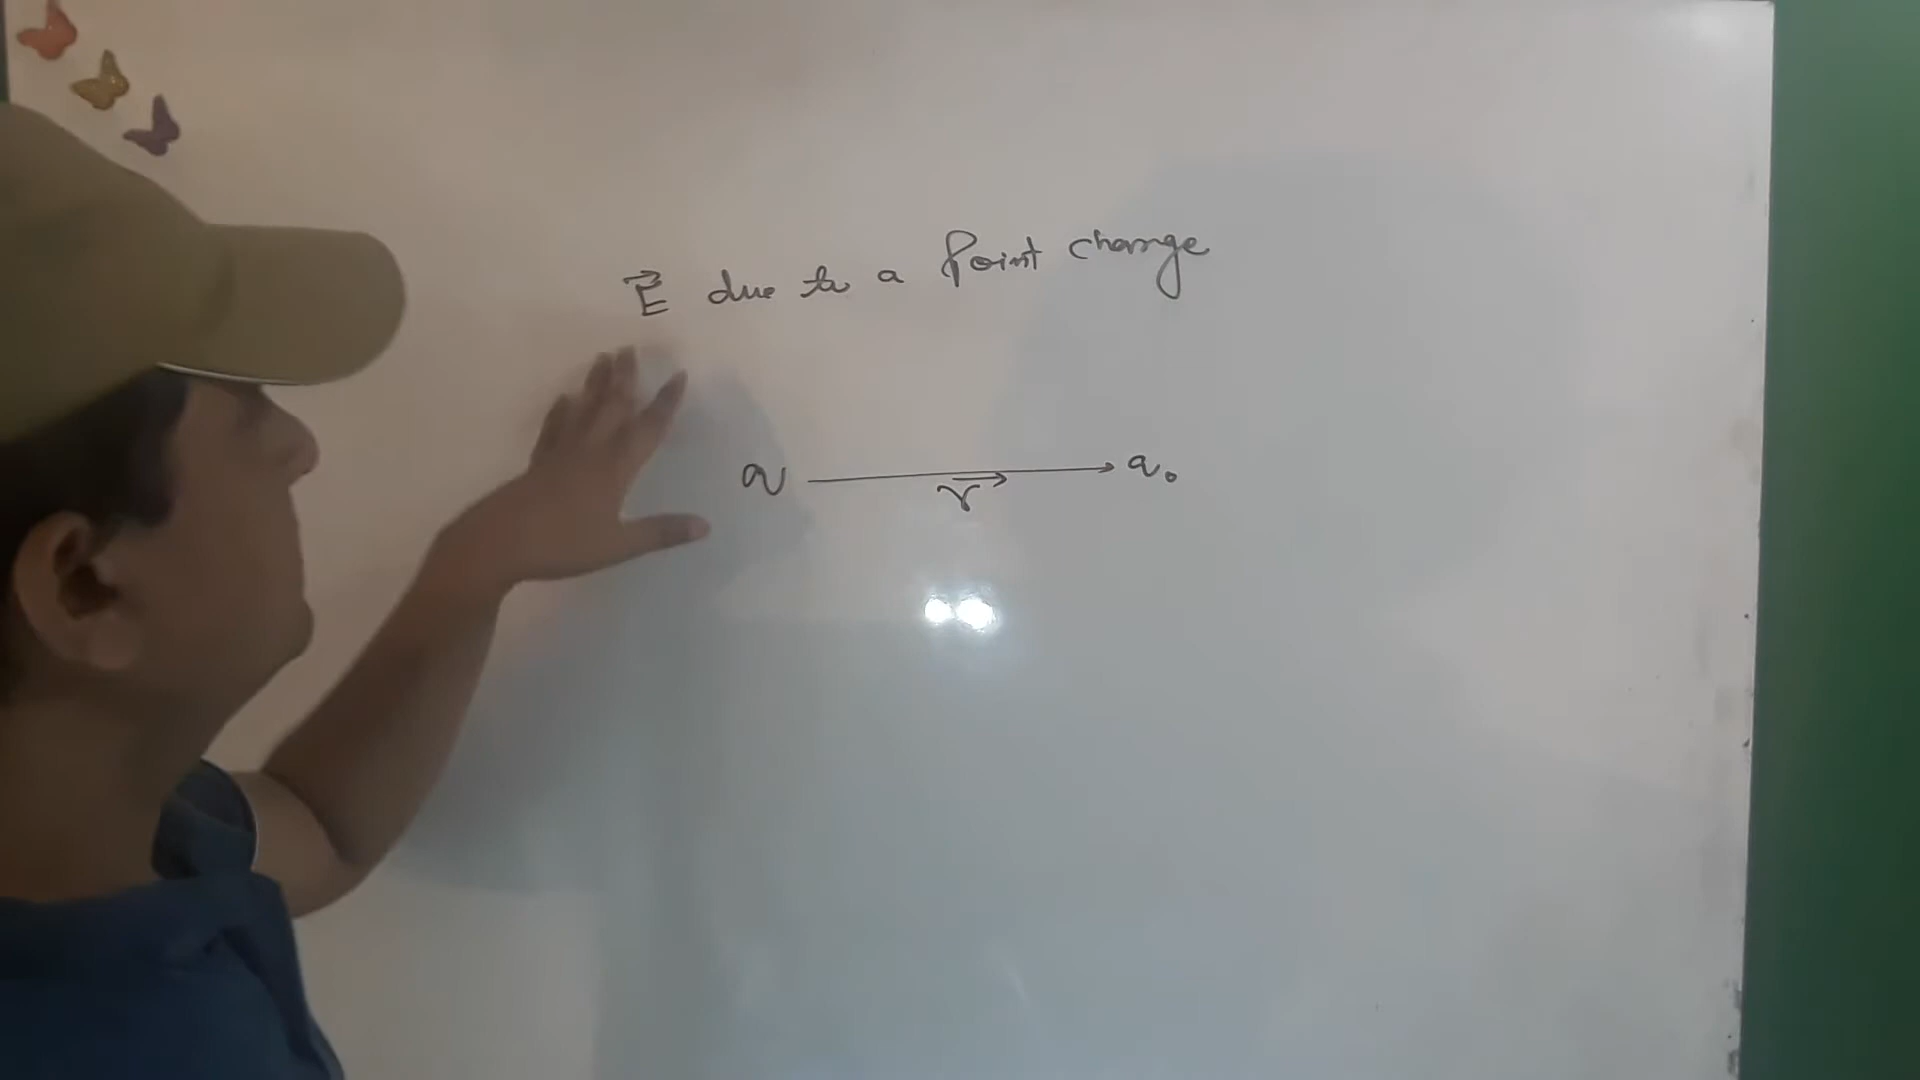 E⃗ due to a Point charge
q r⃗ q₀